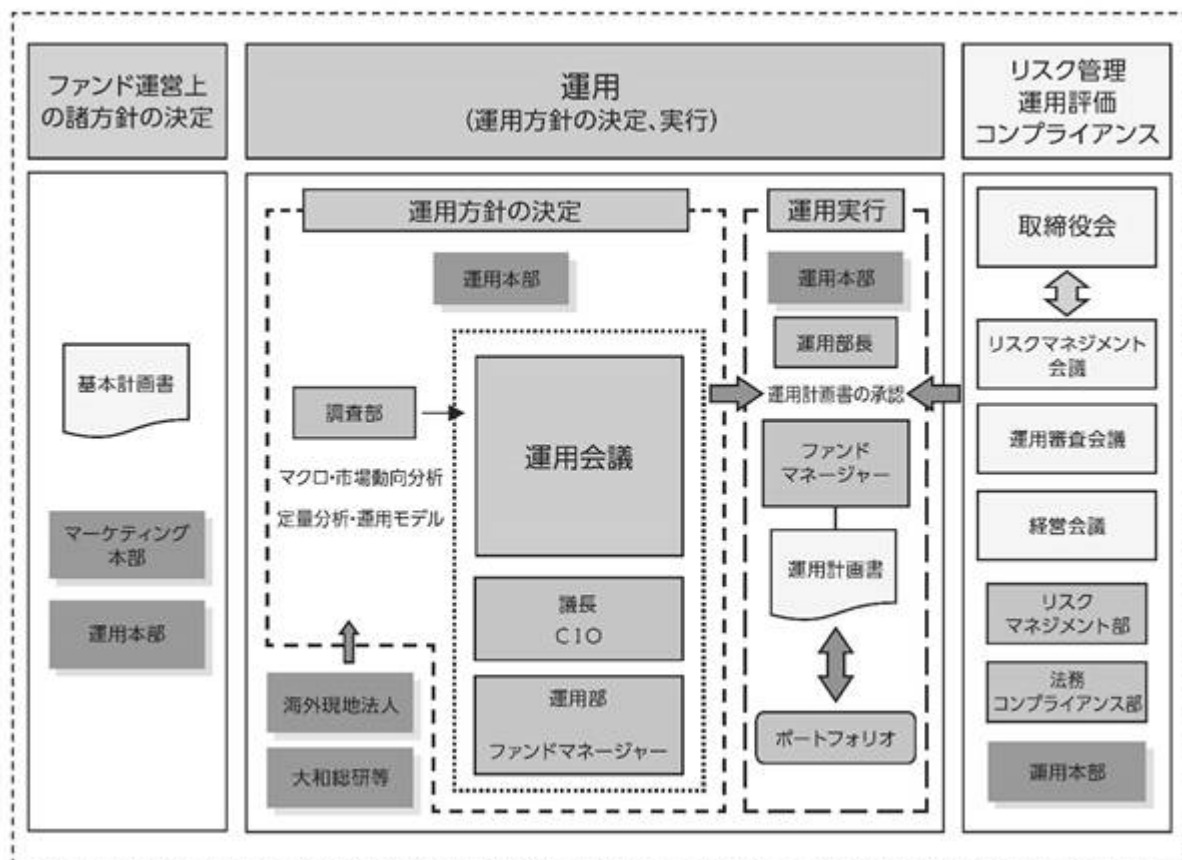 ファンド運営上
の諸方針の決定
運用
(運用方針の決定、実行)
リスク管理
運用評価
コンプライアンス
基本計画書
マーケティング
本部
運用本部
運用方針の決定
運用本部
調査部
マクロ・市場動向分析
定量分析・運用モデル
運用会議
議長
CIO
運用部
ファンドマネージャー
海外現地法人
大和総研等
運用実行
運用本部
運用部長
運用計画書の承認
ファンド
マネージャー
運用計画書
ポートフォリオ
取締役会
リスクマネジメント
会議
運用審査会議
経営会議
リスク
マネジメント部
法務
コンプライアンス部
運用本部